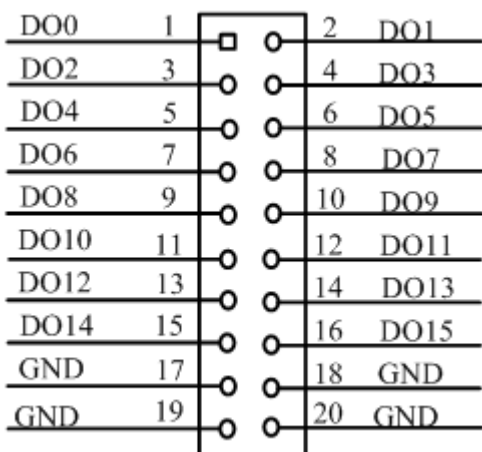 DO0 1 2 DO1
DO2 3 4 DO3
DO4 5 6 DO5
DO6 7 8 DO7
DO8 9 10 DO9
DO10 11 12 DO11
DO12 13 14 DO13
DO14 15 16 DO15
GND 17 18 GND
GND 19 20 GND